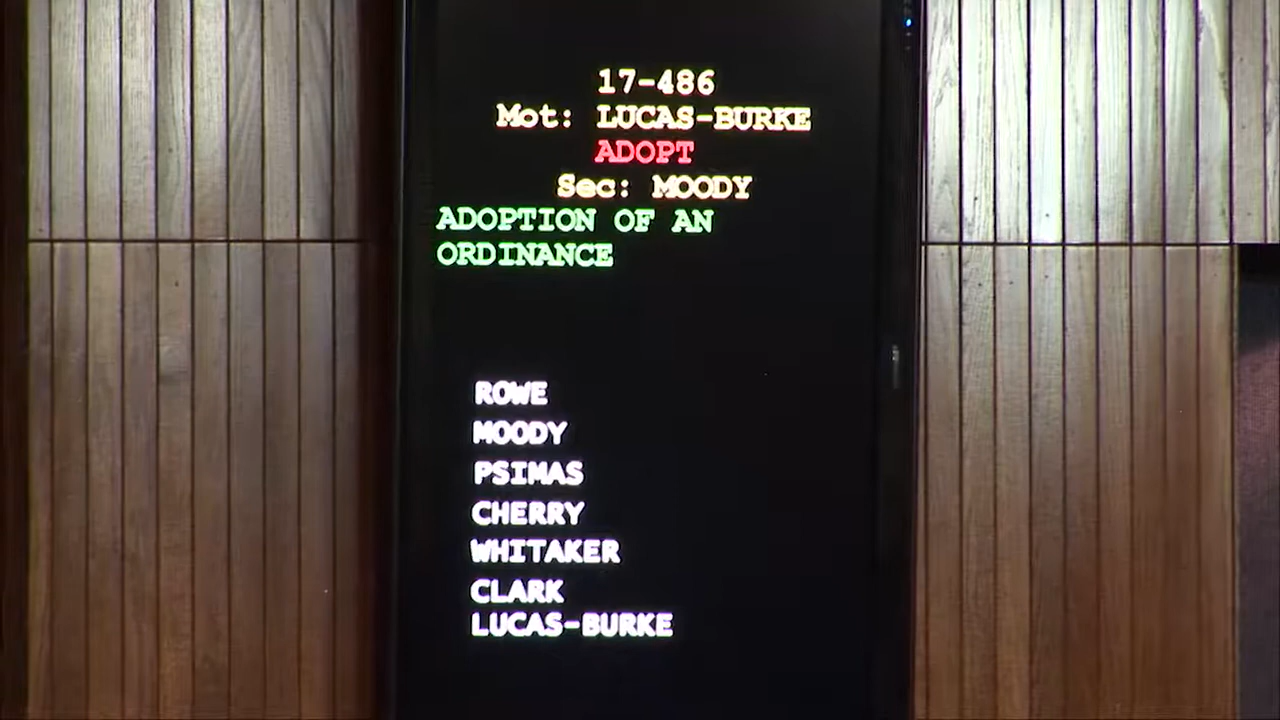 17-486
Mot: LUCAS-BURKE
ADOPT
Sec: MOODY
ADOPTION OF AN
ORDINANCE
ROWE
MOODY
PSIMAS
CHERRY
WHITAKER
CLARK
LUCAS-BURKE